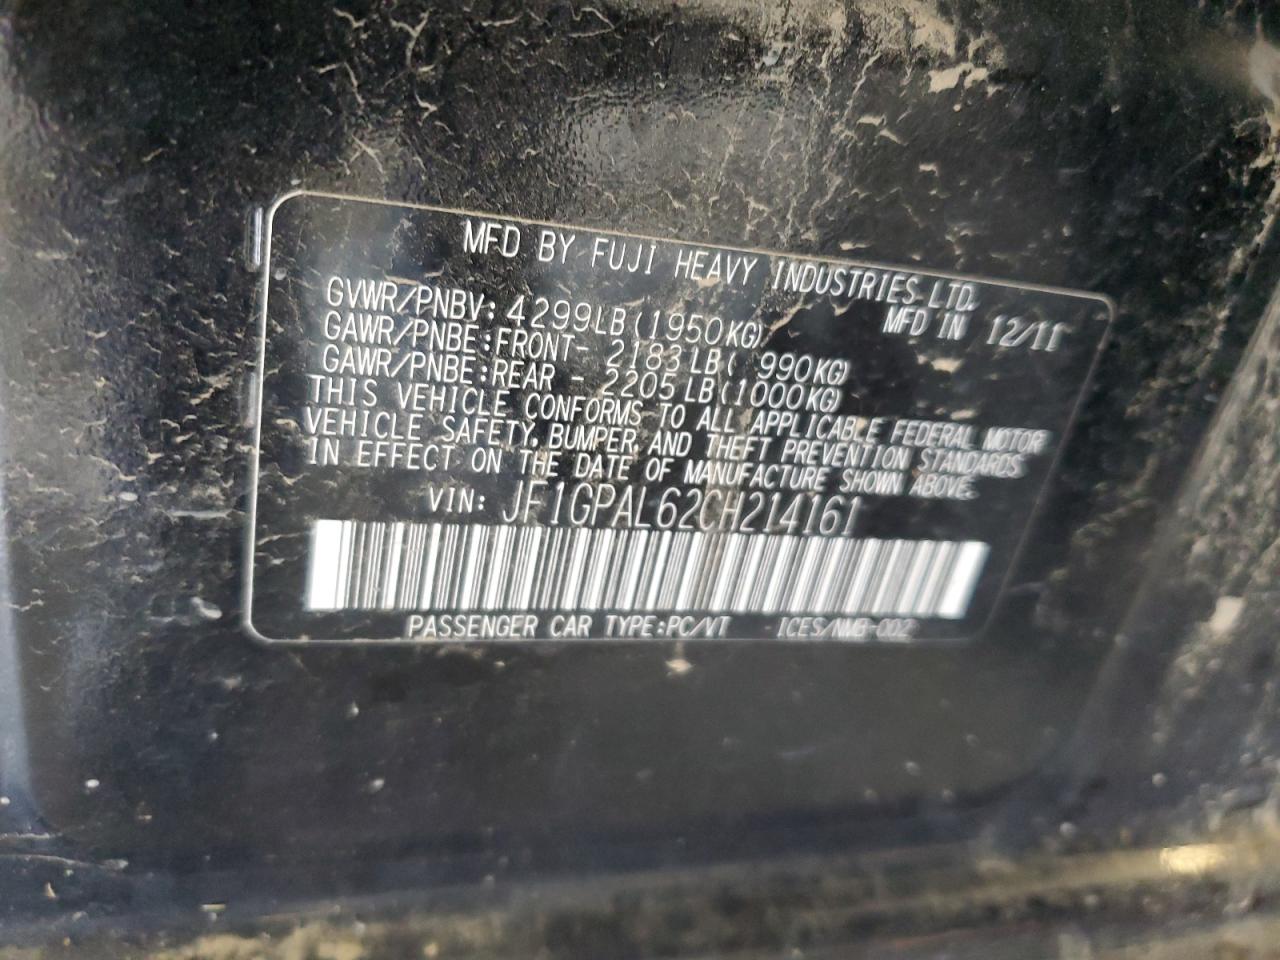 MFD BY FUJI HEAVY INDUSTRIES LTD.
MFD IN 12/11
GVWR/PNBV: 4299LB (1950KG)
GAWR/PNBE:FRONT- 2183LB( 990KG)
GAWR/PNBE:REAR - 2205LB(1000KG)
THIS VEHICLE CONFORMS TO ALL APPLICABLE FEDERAL MOTOR
VEHICLE SAFETY, BUMPER, AND THEFT PREVENTION STANDARDS
IN EFFECT ON THE DATE OF MANUFACTURE SHOWN ABOVE.
VIN: JF1GPAL62CH214161
PASSENGER CAR TYPE:PC/VT ICES/NMB-002